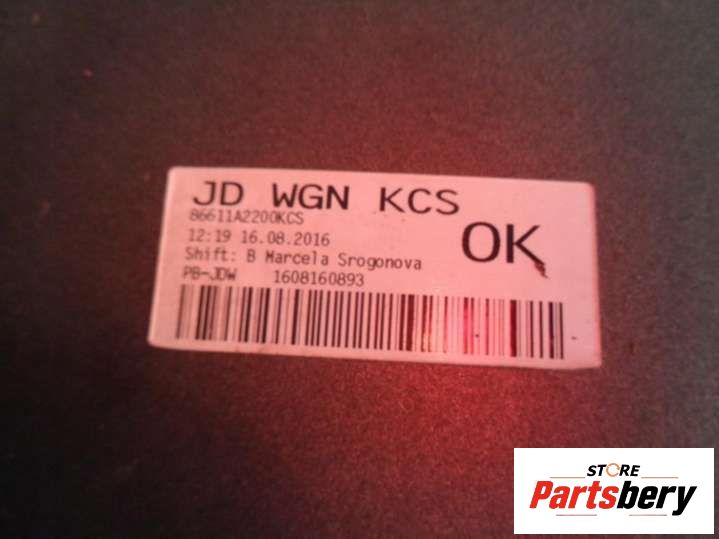 JD WGN KCS
86611A2200KCS
OK
12:19 16.08.2016
Shift: B Marcela Srogonova
PB-JDW 1608160893
STORE
Partsbery